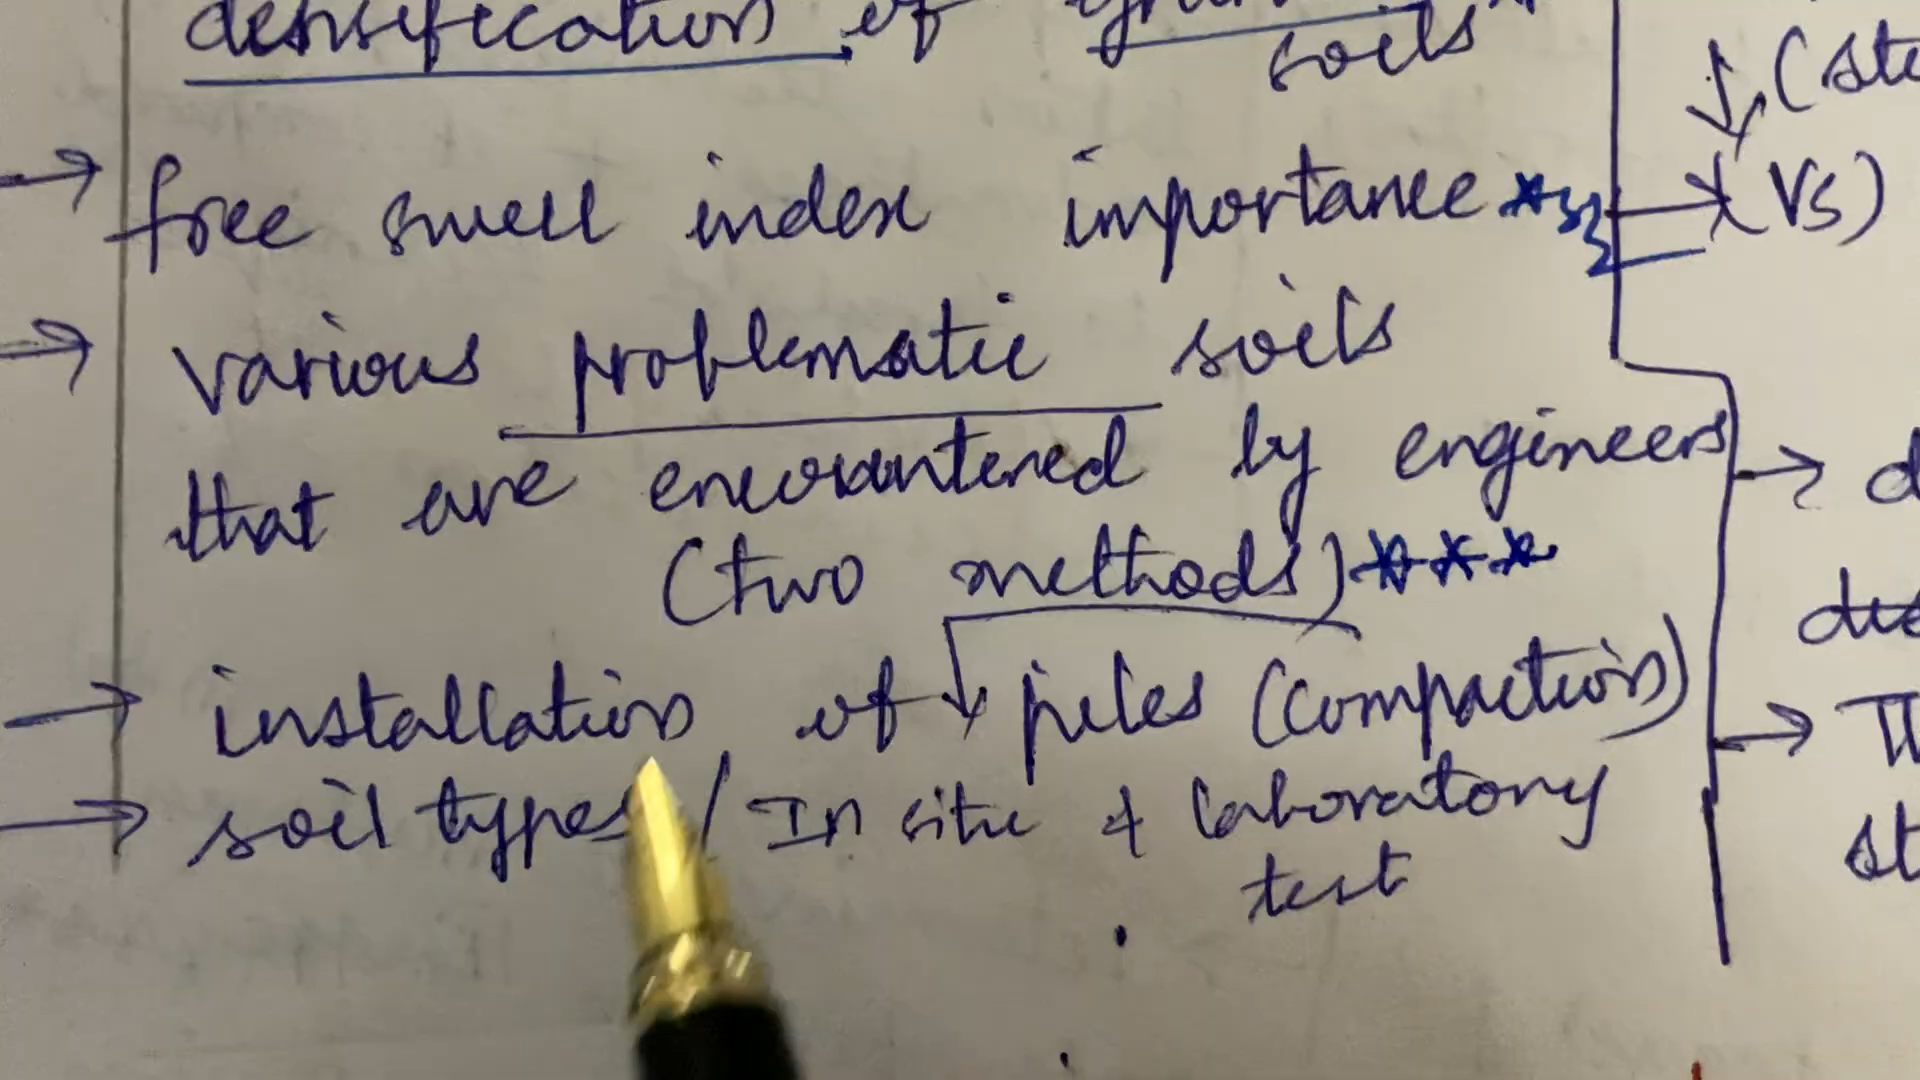 densification of
soils
→ free swell index importance *
→ various problematic soils
that are encountered by engineers
(two methods) ***
→ installation of piles (compaction)
→ soil types / In situ & laboratory
test
(VS)